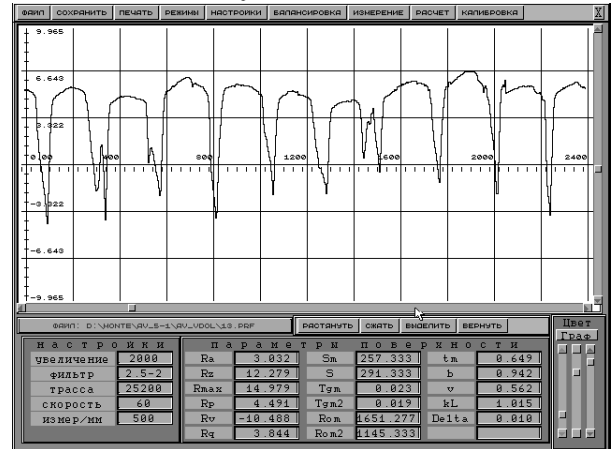 ФАИЛ СОХРАНИТЬ ПЕЧАТЬ РЕЖИМЫ НАСТРОЙКИ БАЛАНСИРОВКА ИЗМЕРЕНИЕ РАСЧЕТ КАЛИБРОВКА X
9.965
6.643
3.322
0.00 400 800 1200 1600 2000 2400
-3.322
-6.643
-9.965
ФАИЛ: D:\HONTB\AV_5-1\AV_VDOL\13.PRF РАСТЯНУТЬ СЖАТЬ ВЫДЕЛИТЬ ВЕРНУТЬ Цвет
Граф
Настройки Параметры поверхности
увеличение 2000 Ra 3.032 Sm 257.333 tm 0.649
фильтр 2.5-2 Rz 12.279 S 291.333 b 0.942
трасса 25200 Rmax 14.979 Tgm 0.023 v 0.562
скорость 60 Rp 4.491 Tgm2 0.019 kL 1.015
измер/мм 500 Rv -10.488 Rom 1651.277 Delta 0.010
Rq 3.844 Rom2 1145.333